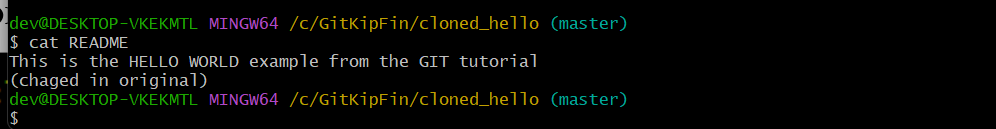 dev@DESKTOP-VKEKMTL MINGW64 /c/GitKipFin/cloned_hello (master)
$ cat README
This is the HELLO WORLD example from the GIT tutorial
(chaged in original)
dev@DESKTOP-VKEKMTL MINGW64 /c/GitKipFin/cloned_hello (master)
$